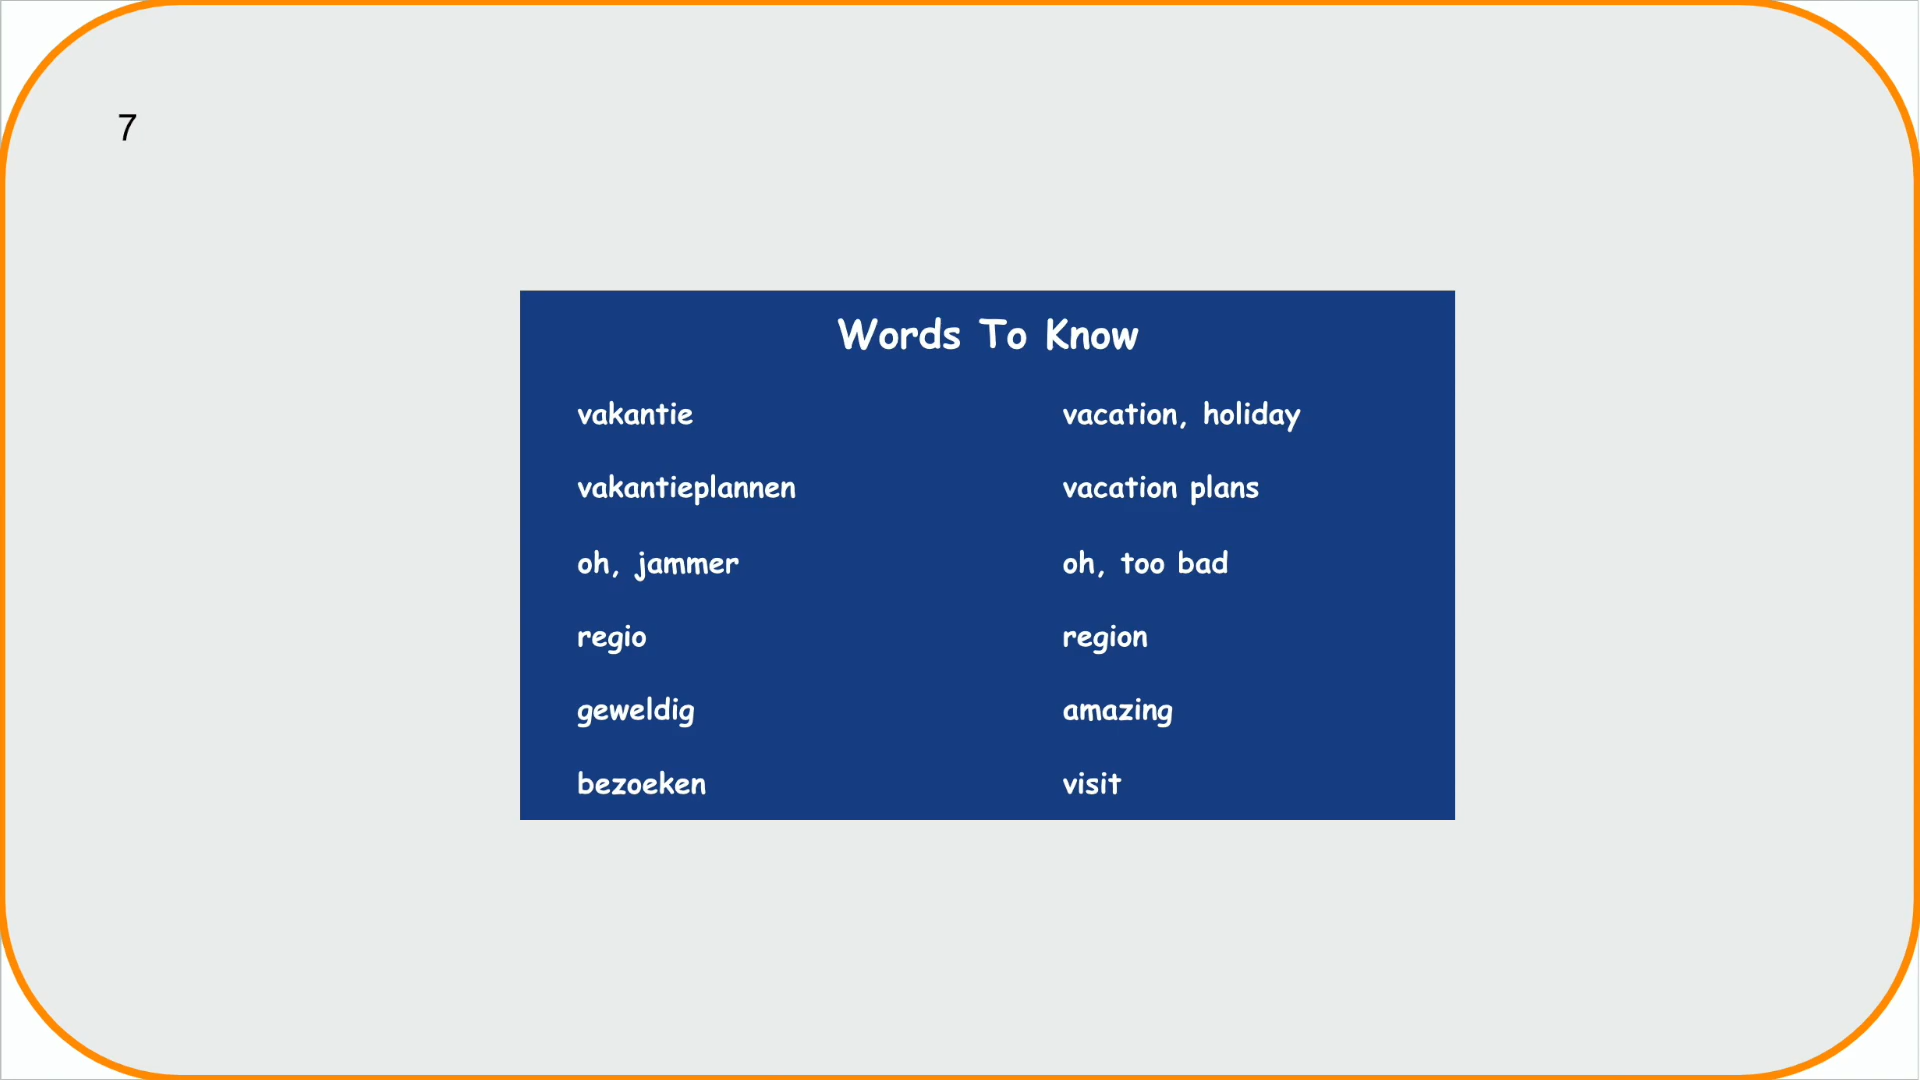 7
Words To Know
vakantie vacation, holiday
vakantieplannen vacation plans
oh, jammer oh, too bad
regio region
geweldig amazing
bezoeken visit